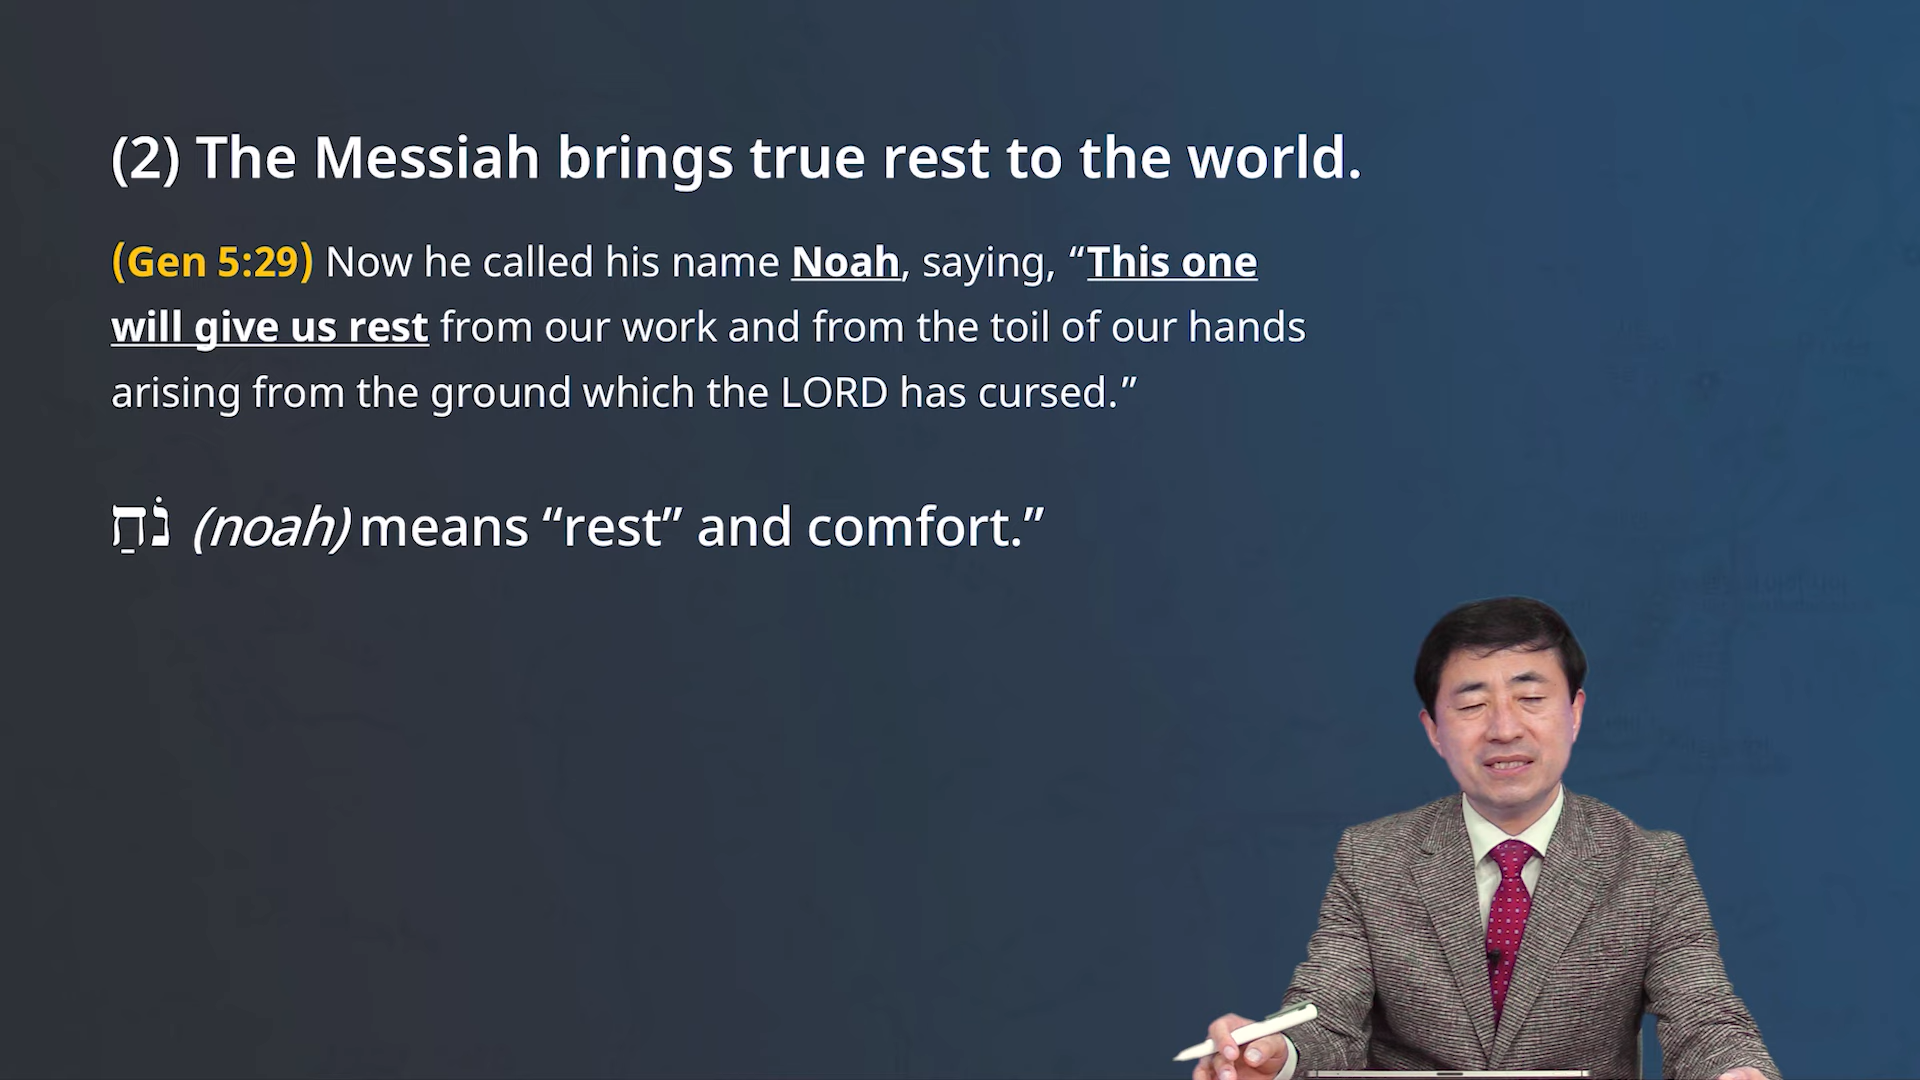 (2) The Messiah brings true rest to the world.
(Gen 5:29) Now he called his name Noah, saying, “This one
will give us rest from our work and from the toil of our hands
arising from the ground which the LORD has cursed.”
נֹחַ (noah) means “rest” and comfort.”